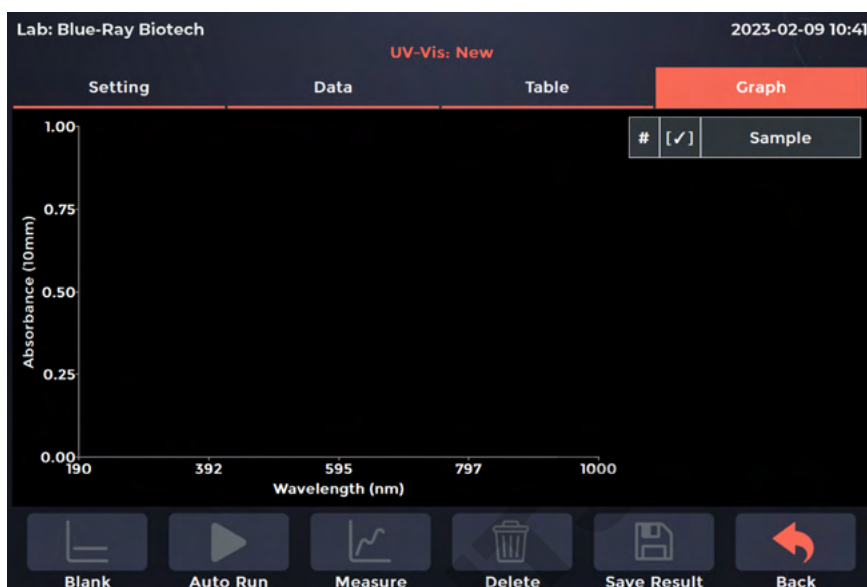 Lab: Blue-Ray Biotech 2023-02-09 10:41
UV-Vis: New
Setting Data Table Graph
# [✓] Sample
1.00
0.75
0.50
0.25
0.00
Absorbance (10mm)
190 392 595 797 1000
Wavelength (nm)
Blank Auto Run Measure Delete Save Result Back